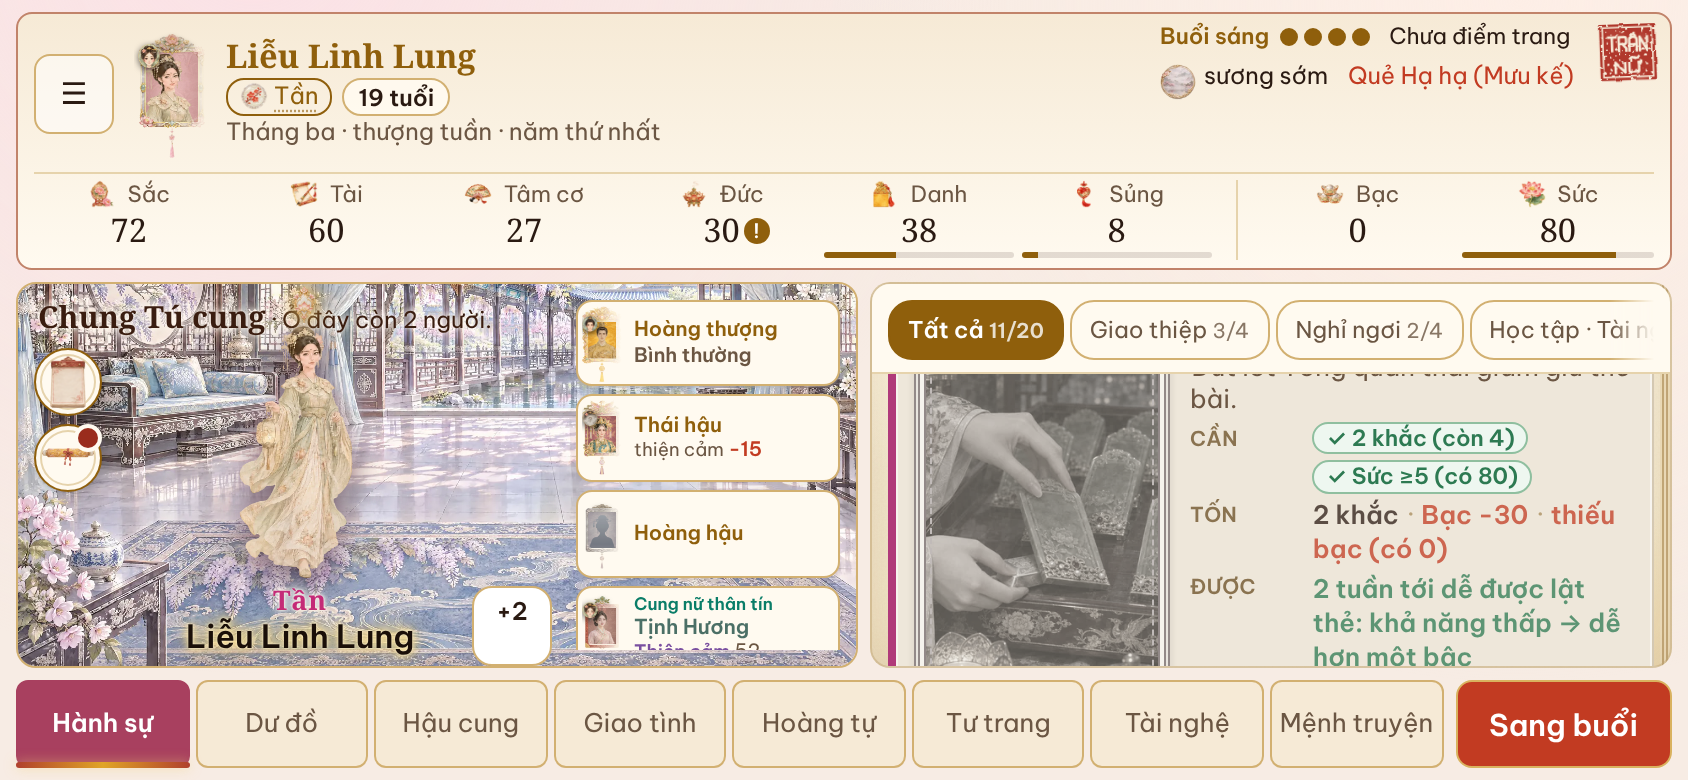 ☰
Liễu Linh Lung
Tần
19 tuổi
Tháng ba · thượng tuần · năm thứ nhất
Buổi sáng
Chưa điểm trang
sương sớm
Quẻ Hạ hạ (Mưu kế)
TRAN
NỮ
Sắc
72
Tài
60
Tâm cơ
27
Đức
30 !
Danh
38
Sủng
8
Bạc
0
Sức
80
Chung Tú cung · Ở đây còn 2 người.
Hoàng thượng
Bình thường
Thái hậu
thiện cảm -15
Hoàng hậu
Cung nữ thân tín
Tịnh Hương
Thiện cảm 52
Tần
Liễu Linh Lung
+2
Tất cả 11/20
Giao thiệp 3/4
Nghỉ ngơi 2/4
Học tập · Tài
bài.
CẦN
✓ 2 khắc (còn 4)
✓ Sức ≥5 (có 80)
TỐN
2 khắc · Bạc -30 · thiếu
bạc (có 0)
ĐƯỢC
2 tuần tới dễ được lật
thẻ: khả năng thấp → dễ
hơn một bậc
Hành sự
Dư đồ
Hậu cung
Giao tình
Hoàng tự
Tư trang
Tài nghệ
Mệnh truyện
Sang buổi